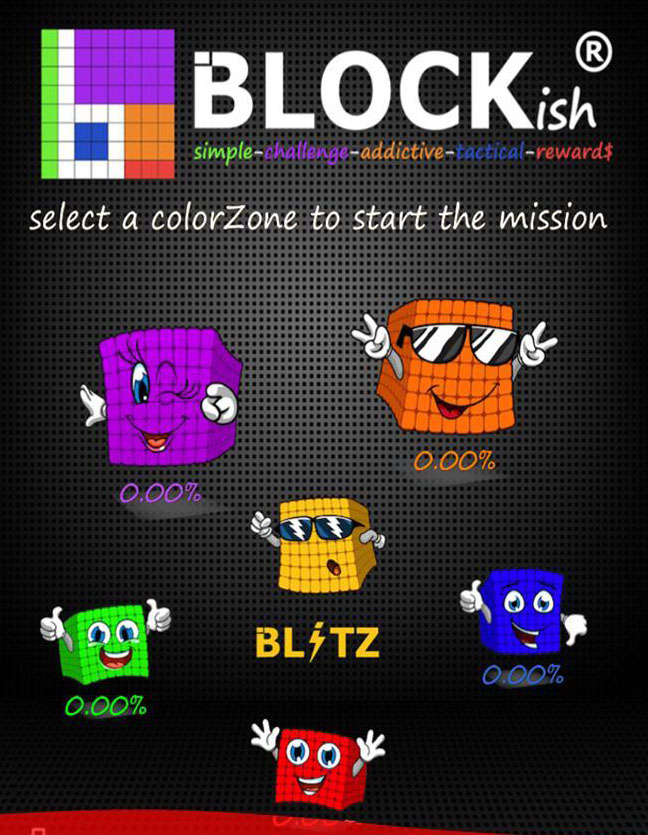 BLOCKish®
simple-challenge-addictive-tactical-reward$
select a colorZone to start the mission
0.00%
0.00%
BLITZ
0.00%
0.00%